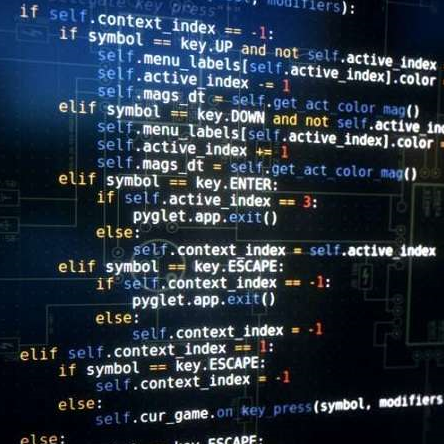 modifiers):
if self.context_index == -1:
if symbol == key.UP and not self.active_index
self.menu_labels[self.active_index].color
self.active_index -= 1
self.mags_dt = self.get_act_color_mag()
elif symbol == key.DOWN and not self.active_in
self.menu_labels[self.active_index].color =
self.active_index += 1
self.mags_dt = self.get_act_color_mag()
elif symbol == key.ENTER:
if self.active_index == 3:
pyglet.app.exit()
else:
self.context_index = self.active_index
elif symbol == key.ESCAPE:
if self.context_index == -1:
pyglet.app.exit()
else:
self.context_index = -1
elif self.context_index == 1:
if symbol == key.ESCAPE:
self.context_index = -1
else:
self.cur_game.on_key_press(symbol, modifiers
else:
key.ESCAPE: